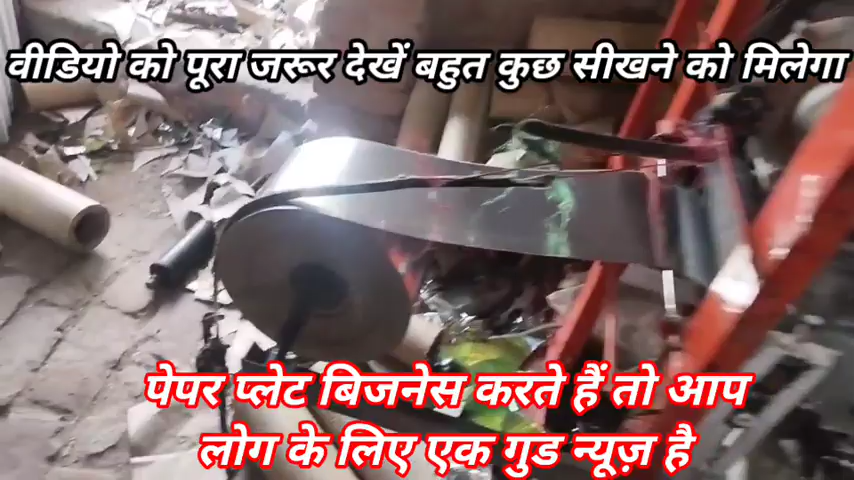 वीडियो को पूरा जरूर देखें बहुत कुछ सीखने को मिलेगा
पेपर प्लेट बिजनेस करते हैं तो आप
लोग के लिए एक गुड न्यूज़ है